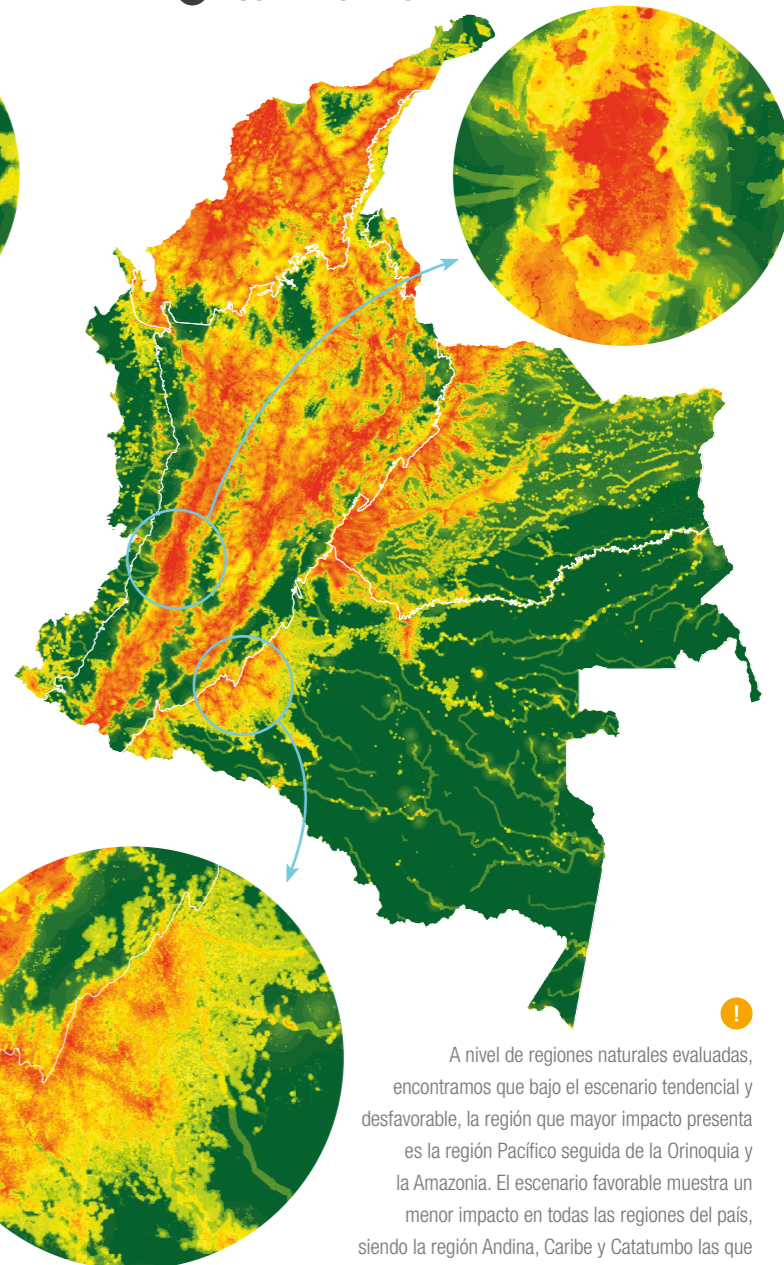 !
A nivel de regiones naturales evaluadas,
encontramos que bajo el escenario tendencial y
desfavorable, la región que mayor impacto presenta
es la región Pacífico seguida de la Orinoquia y
la Amazonia. El escenario favorable muestra un
menor impacto en todas las regiones del país,
siendo la región Andina, Caribe y Catatumbo las que